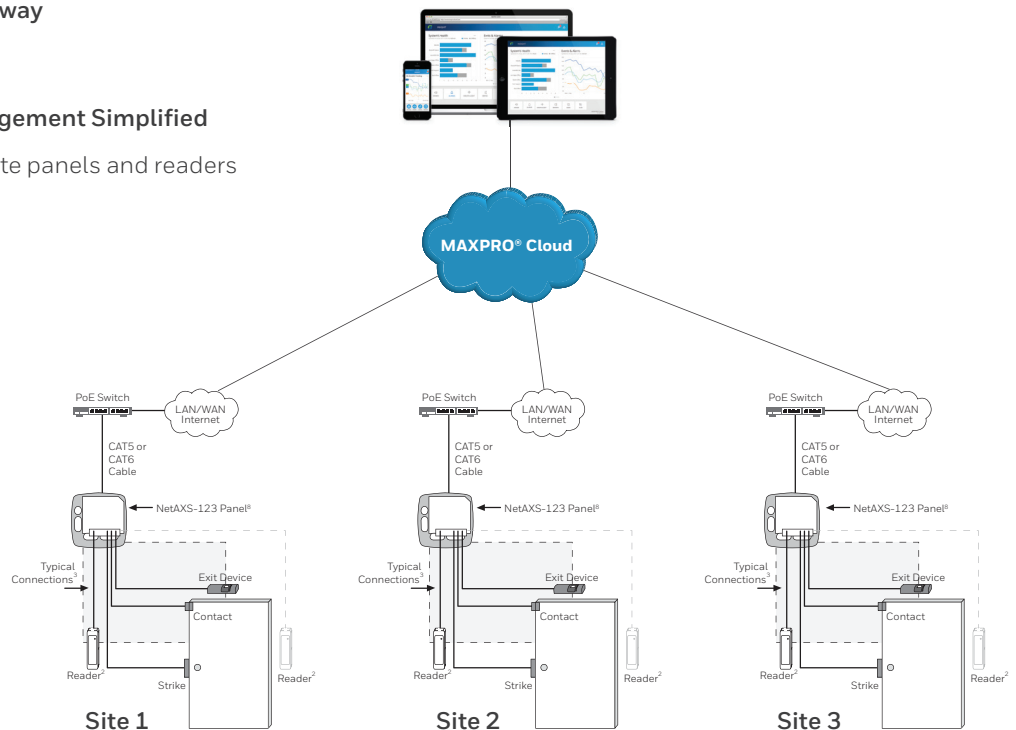 way
gement Simplified
te panels and readers
MAXPRO® Cloud
PoE Switch
LAN/WAN
Internet
CAT5 or
CAT6
Cable
NetAXS-123 Panel⁸
Typical
Connections³
Exit Device
Contact
Reader²
Strike
Reader²
Site 1
PoE Switch
LAN/WAN
Internet
CAT5 or
CAT6
Cable
NetAXS-123 Panel⁸
Typical
Connections³
Exit Device
Contact
Reader²
Strike
Reader²
Site 2
PoE Switch
LAN/WAN
Internet
CAT5 or
CAT6
Cable
NetAXS-123 Panel⁸
Typical
Connections³
Exit Device
Contact
Reader²
Strike
Reader²
Site 3